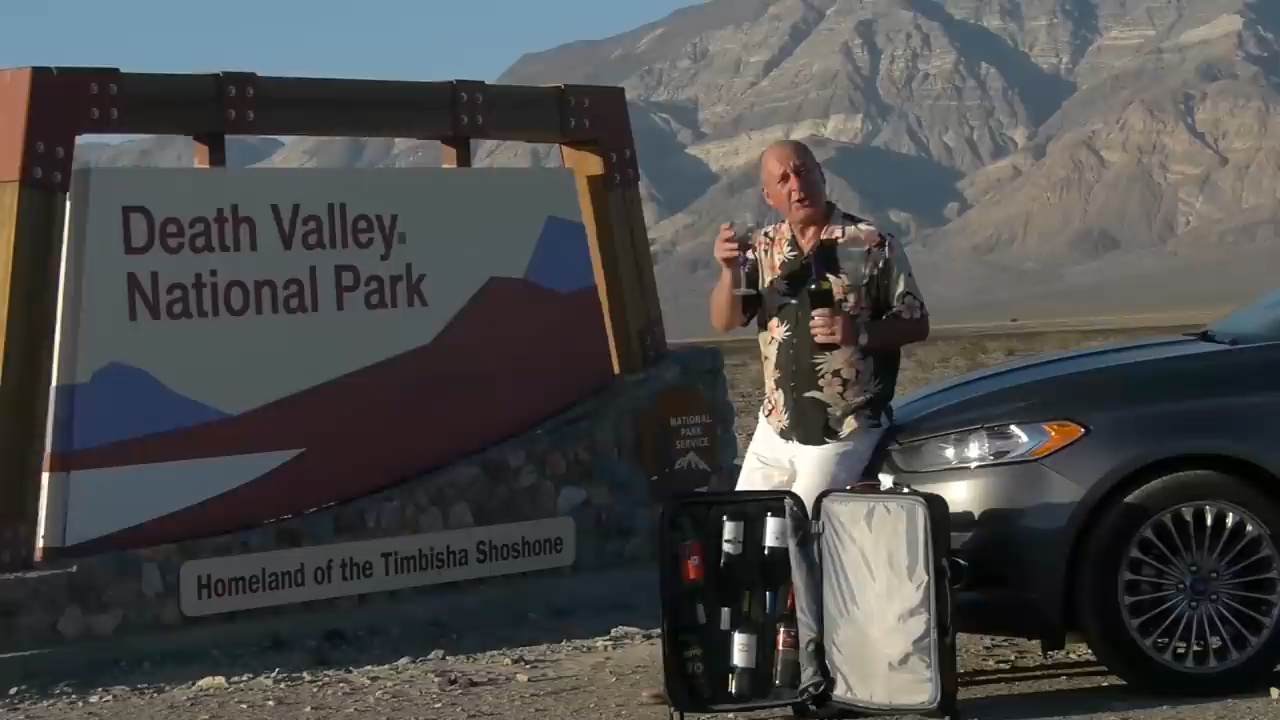 Death Valley
National Park
NATIONAL
PARK
SERVICE
Homeland of the Timbisha Shoshone